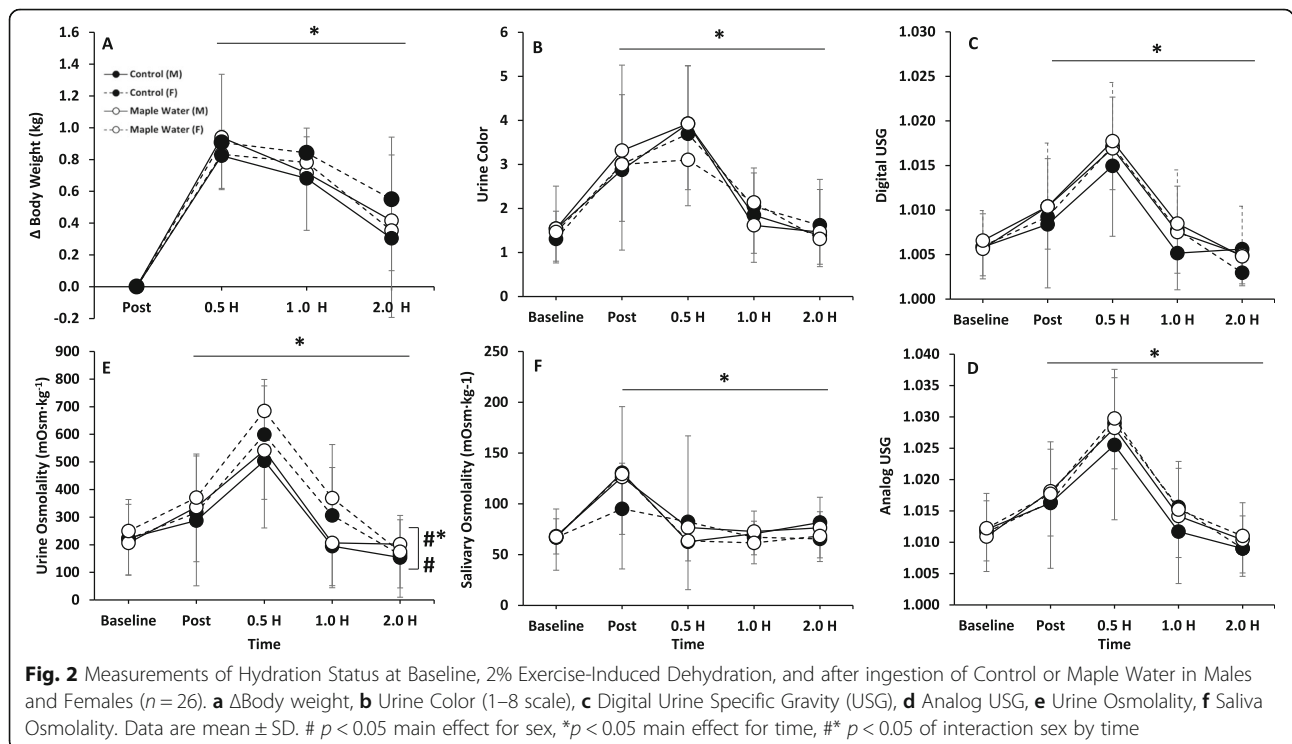 A
*
Control (M)
Control (F)
Maple Water (M)
Maple Water (F)
Δ Body Weight (kg)
1.6
1.4
1.2
1.0
0.8
0.6
0.4
0.2
0.0
-0.2
Post
0.5 H
1.0 H
2.0 H
B
*
Urine Color
6
5
4
3
2
1
0
Baseline
Post
0.5 H
1.0 H
2.0 H
C
*
Digital USG
1.030
1.025
1.020
1.015
1.010
1.005
1.000
Baseline
Post
0.5 H
1.0 H
2.0 H
E
*
Urine Osmolality (mOsm·kg⁻¹)
900
800
700
600
500
400
300
200
100
0
#*
#
Baseline
Post
0.5 H
1.0 H
2.0 H
Time
F
*
Salivary Osmolality (mOsm·kg-1)
250
200
150
100
50
0
Baseline
Post
0.5 H
1.0 H
2.0 H
Time
D
*
Analog USG
1.040
1.030
1.020
1.015
1.010
1.000
Baseline
Post
0.5 H
1.0 H
2.0 H
Time
Fig. 2 Measurements of Hydration Status at Baseline, 2% Exercise-Induced Dehydration, and after ingestion of Control or Maple Water in Males
and Females (n = 26). a ΔBody weight, b Urine Color (1–8 scale), c Digital Urine Specific Gravity (USG), d Analog USG, e Urine Osmolality, f Saliva
Osmolality. Data are mean ± SD. # p < 0.05 main effect for sex, *p < 0.05 main effect for time, #* p < 0.05 of interaction sex by time